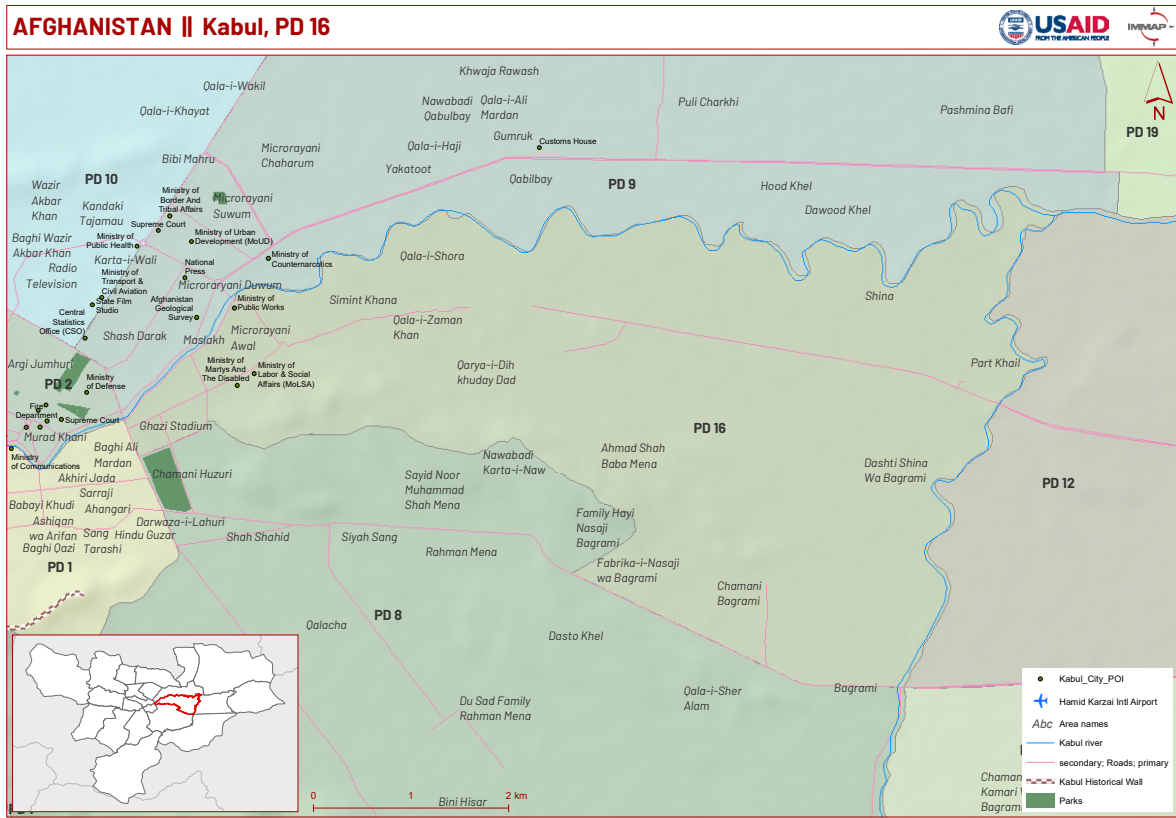 AFGHANISTAN || Kabul, PD 16
USAID
FROM THE AMERICAN PEOPLE
IMMAP
Khwaja Rawash
Qala-i-Wakil
Nawabadi
Qabulbay
Qala-i-Ali
Mardan
Puli Charkhi
Pashmina Bafi
Qala-i-Khayat
N
PD 19
Gumruk
Customs House
Microrayani
Chaharum
Qala-i-Haji
Bibi Mahru
Yakatoot
PD 10
Qabilbay
PD 9
Hood Khel
Wazir
Akbar
Khan
Ministry of
Border And
Tribal Affairs
Microrayani
Suwum
Kandaki
Tajamau
Dawood Khel
Supreme Court
Ministry of
Public Health
Ministry of Urban
Development (MoUD)
Baghi Wazir
Akbar Khan
Karta-i-Wali
National
Press
Ministry of
Counternarcotics
Qala-i-Shora
Radio
Television
Ministry of
Transport &
Civil Aviation
Microraryani Duwum
State Film
Studio
Afghanistan
Geological
Survey
Ministry of
Public Works
Simint Khana
Shina
Central
Statistics
Office (CSO)
Shash Darak
Maslakh
Microrayani
Awal
Qala-i-Zaman
Khan
Argi Jumhuri
Ministry of
Martys And
The Disabled
Ministry of
Labor & Social
Affairs (MoLSA)
Qarya-i-Dih
khuday Dad
Part Khail
PD 2
Ministry
of Defense
Fire
Department
Supreme Court
Ghazi Stadium
PD 16
Murad Khani
Ministry
of Communications
Baghi Ali
Mardan
Nawabadi
Karta-i-Naw
Ahmad Shah
Baba Mena
Dashti Shina
Wa Bagrami
Akhiri Jada
Chamani Huzuri
Sayid Noor
Muhammad
Shah Mena
PD 12
Sarraji
Ahangari
Babayi Khudi
Ashiqan
wa Arifan
Darwaza-i-Lahuri
Family Hayi
Nasaji
Bagrami
Sang
Tarashi
Hindu Guzar
Shah Shahid
Siyah Sang
Baghi Qazi
Rahman Mena
PD 1
Fabrika-i-Nasaji
wa Bagrami
Chamani
Bagrami
PD 8
Qalacha
Dasto Khel
Qala-i-Sher
Alam
Bagrami
Du Sad Family
Rahman Mena
Bini Hisar
0
1
2 km
Kabul_City_POI
Hamid Karzai Intl Airport
Abc
Area names
Kabul river
secondary; Roads; primary
Kabul Historical Wall
Parks
Chaman
Kamari
Bagram